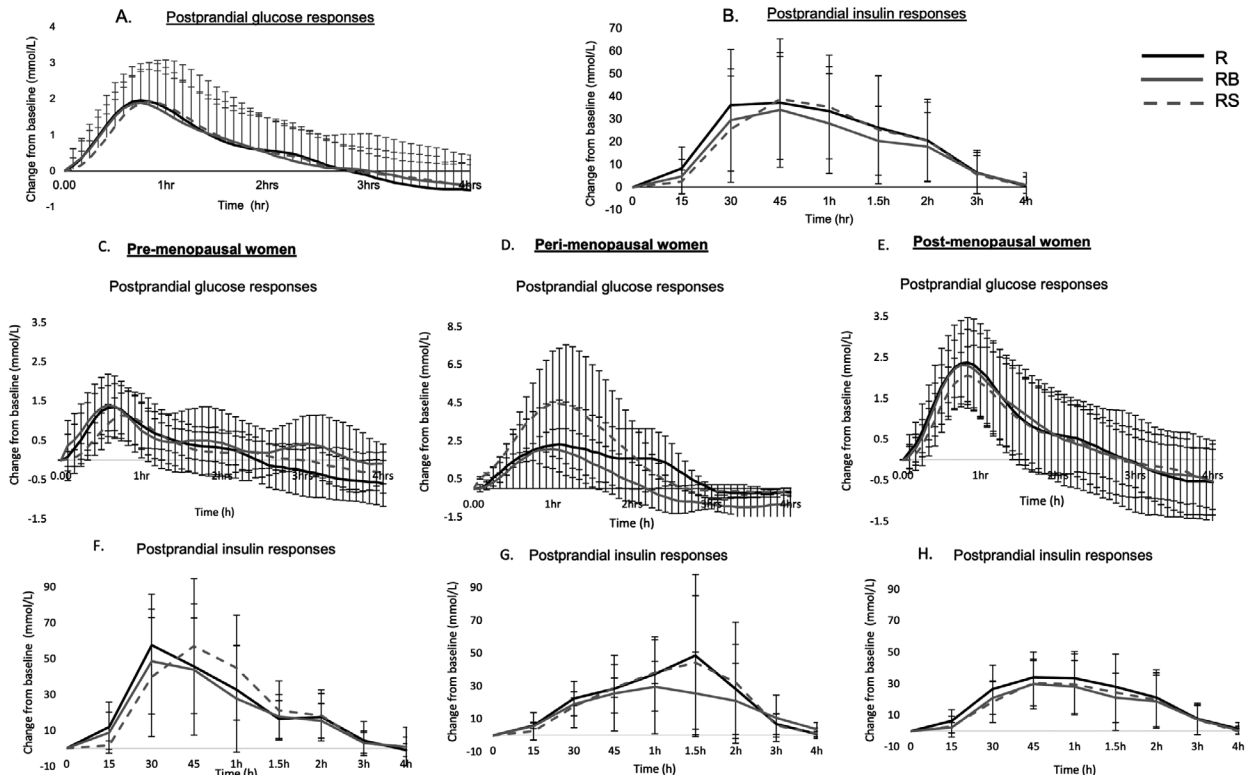 A.
Postprandial glucose responses
Change from baseline (mmol/L)
4
3
2
1
0
-1
0.00 1hr 2hrs 3hrs 4hrs
Time (hr)
B.
Postprandial insulin responses
Change from baseline (mmol/L)
70
60
50
40
30
20
10
0
-10
0 15 30 45 1h 1.5h 2h 3h 4h
Time (hr)
R
RB
RS
C. Pre-menopausal women
Postprandial glucose responses
Change from baseline (mmol/L)
3.5
2.5
1.5
0.5
-0.5
-1.5
0.00 1hr 2hrs 3hrs 4hrs
Time (h)
D. Peri-menopausal women
Postprandial glucose responses
Change from baseline (mmol/L)
8.5
6.5
4.5
2.5
0.5
-1.5
0.00 1hr 2hrs 3hrs 4hrs
Time (h)
Post-menopausal women E.
Postprandial glucose responses
Change from baseline (mmol/L)
3.5
2.5
1.5
0.5
-0.5
-1.5
0.00 1hr 2hrs 3hrs 4hrs
Time (h)
F. Postprandial insulin responses
Change from baseline (mmol/L)
90
70
50
30
10
-10
0 15 30 45 1h 1.5h 2h 3h 4h
Time (h)
G. Postprandial insulin responses
Change from baseline (mmol/L)
90
70
50
30
10
-10
0 15 30 45 1h 1.5h 2h 3h 4h
Time (h)
H. Postprandial insulin responses
Change from baseline (mmol/L)
90
70
50
30
10
-10
0 15 30 45 1h 1.5h 2h 3h 4h
Time (h)